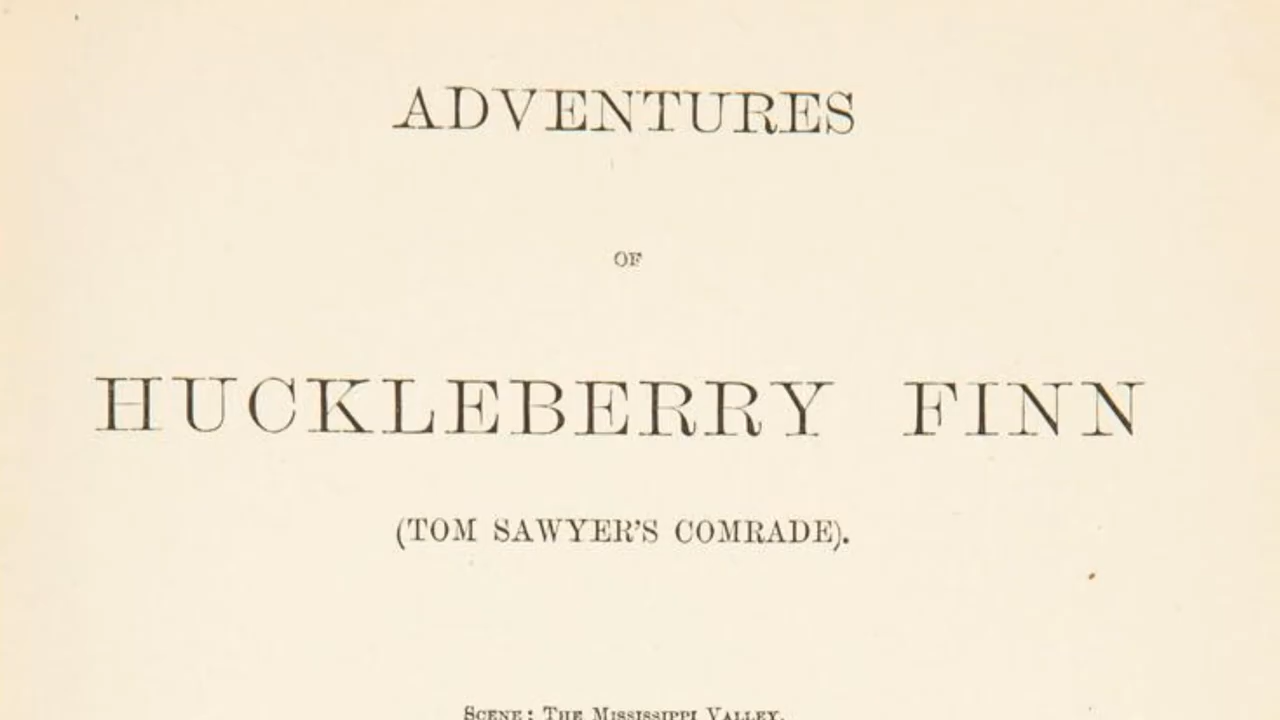 ADVENTURES
OF
HUCKLEBERRY FINN
(TOM SAWYER'S COMRADE).
SCENE: THE MISSISSIPPI VALLEY.